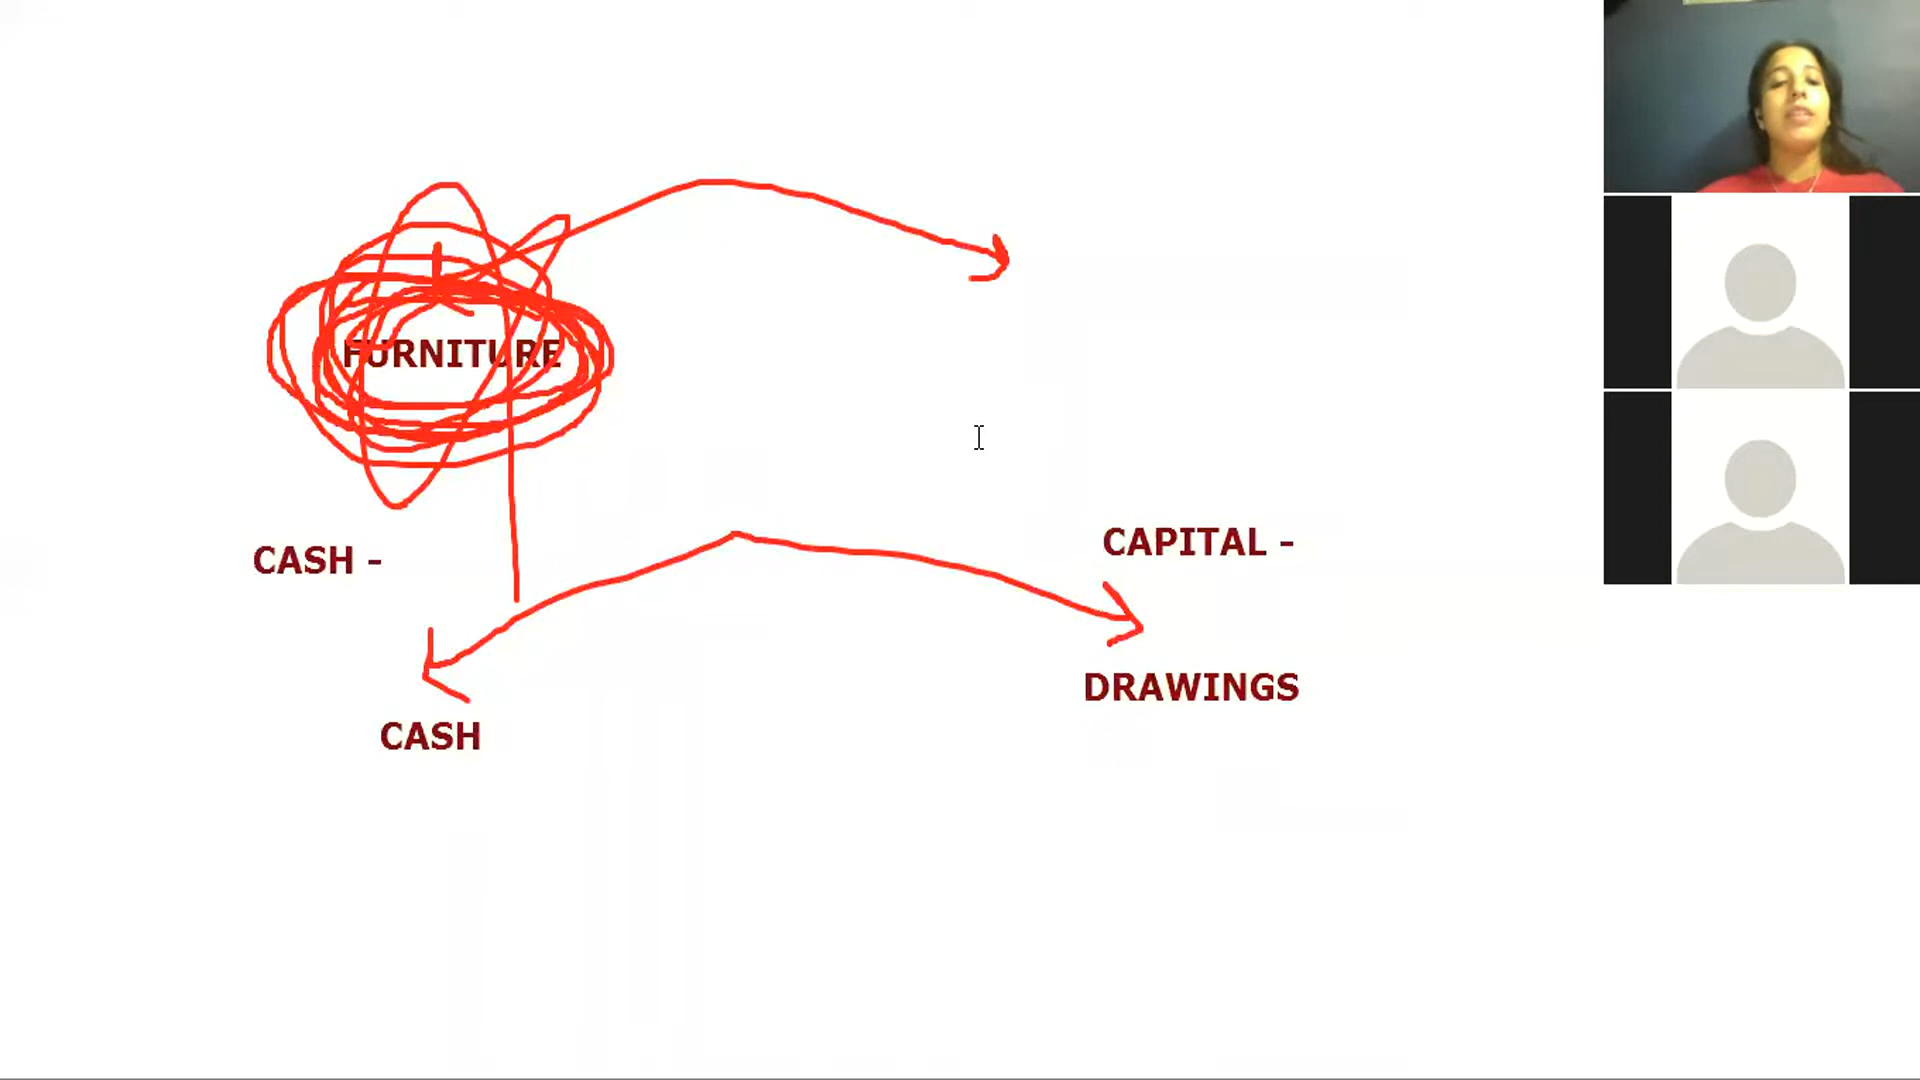 FURNITURE
CASH -
CAPITAL -
DRAWINGS
CASH